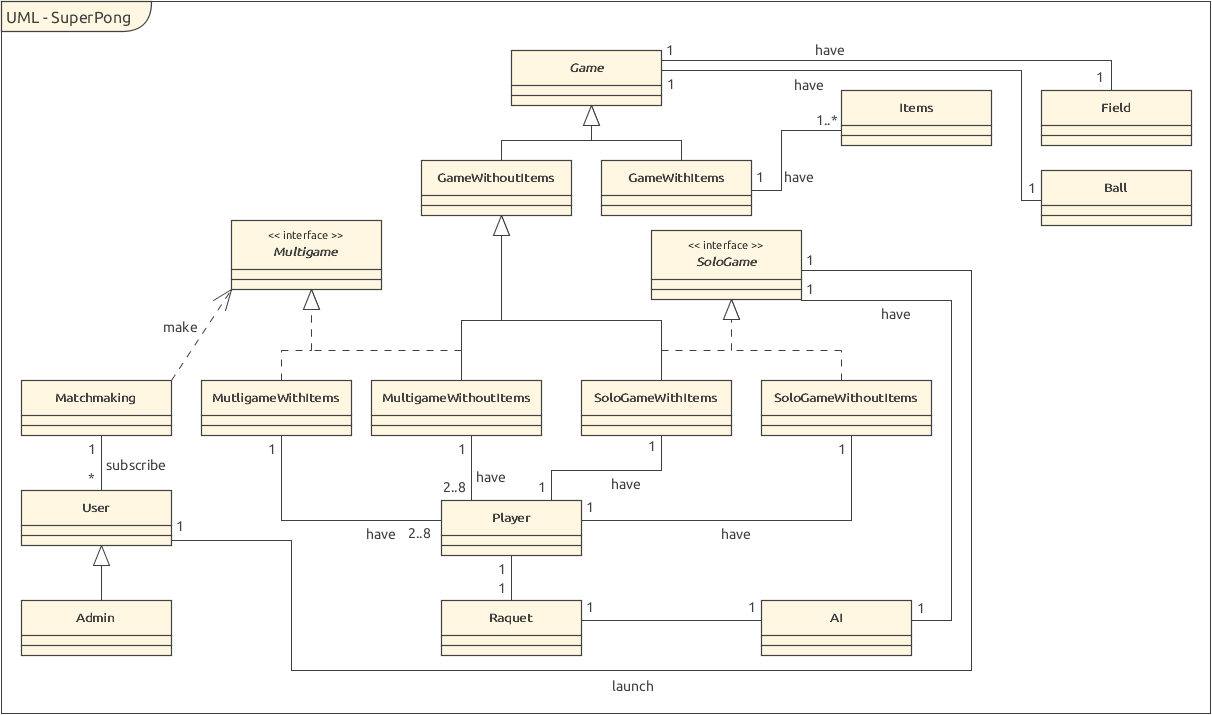 UML - SuperPong
Game
1
have
1
1
have
Items
1..*
Field
GameWithoutItems
GameWithItems
1
have
Ball
1
<< interface >>
Multigame
<< interface >>
SoloGame
1
1
have
make
Matchmaking
MutligameWithItems
MultigameWithoutItems
SoloGameWithItems
SoloGameWithoutItems
1
subscribe
*
1
1
have
2..8
1
have
1
1
User
1
have
2..8
Player
1
have
1
1
Admin
Raquet
1
1
AI
1
launch